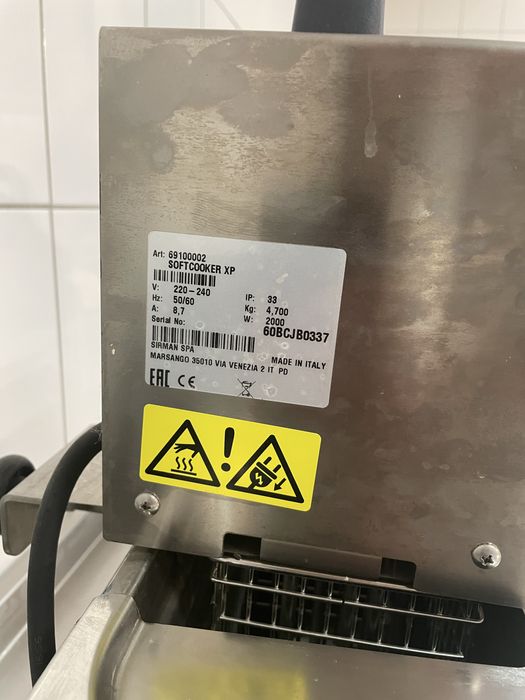 Art: 69100002
SOFTCOOKER XP
V: 220-240 IP: 33
Hz: 50/60 Kg: 4,700
A: 8,7 W: 2000
Serial No: 60BCJB0337
SIRMAN SPA MADE IN ITALY
MARSANGO 35010 VIA VENEZIA 2 IT PD
EAC CE
!